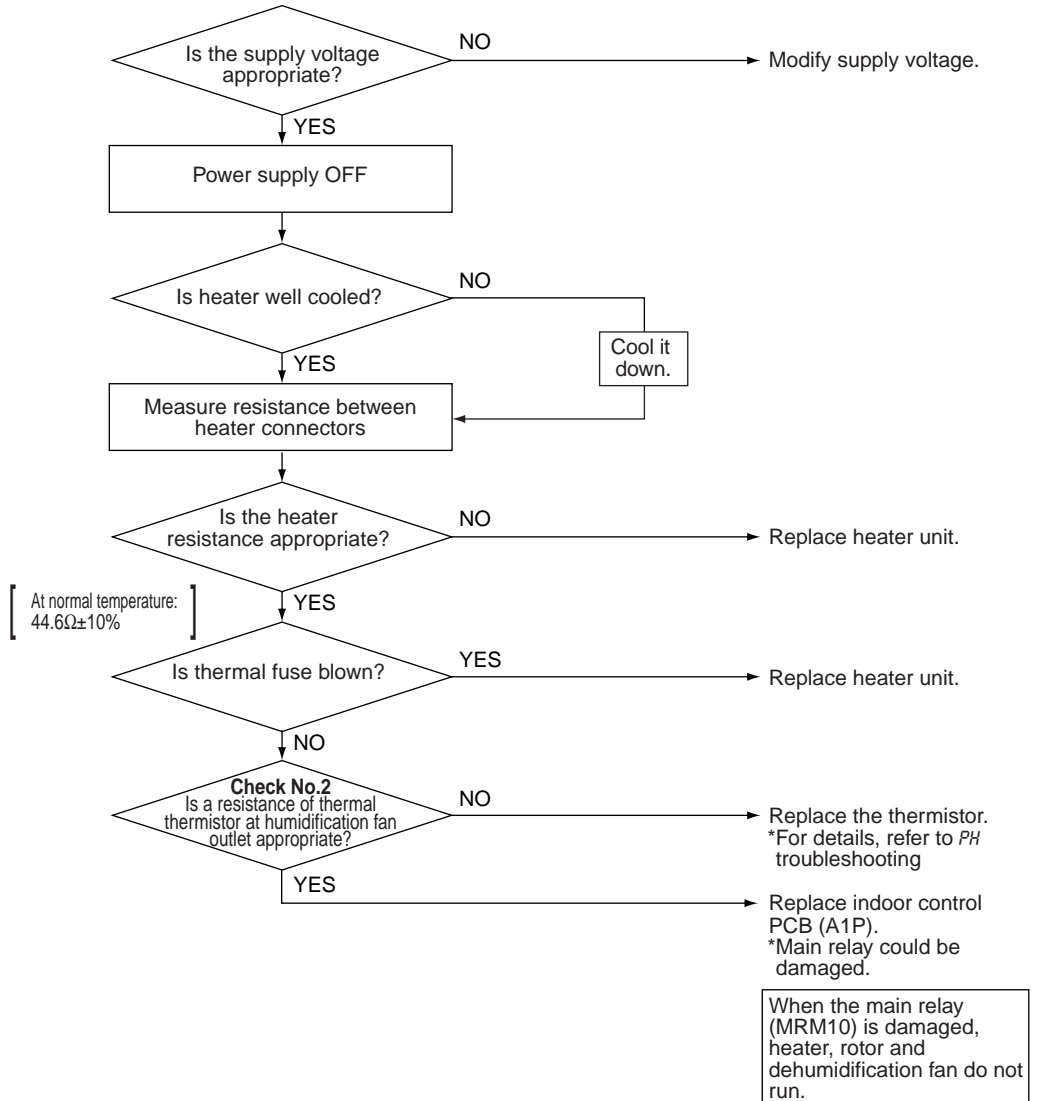 Is the supply voltage
appropriate?
NO
Modify supply voltage.
YES
Power supply OFF
Is heater well cooled?
NO
Cool it
down.
YES
Measure resistance between
heater connectors
Is the heater
resistance appropriate?
NO
Replace heater unit.
[ At normal temperature:
44.6Ω±10% ]
YES
Is thermal fuse blown?
YES
Replace heater unit.
NO
Check No.2
Is a resistance of thermal
thermistor at humidification fan
outlet appropriate?
NO
Replace the thermistor.
*For details, refer to PH
troubleshooting
YES
Replace indoor control
PCB (A1P).
*Main relay could be
damaged.
When the main relay
(MRM10) is damaged,
heater, rotor and
dehumidification fan do not
run.